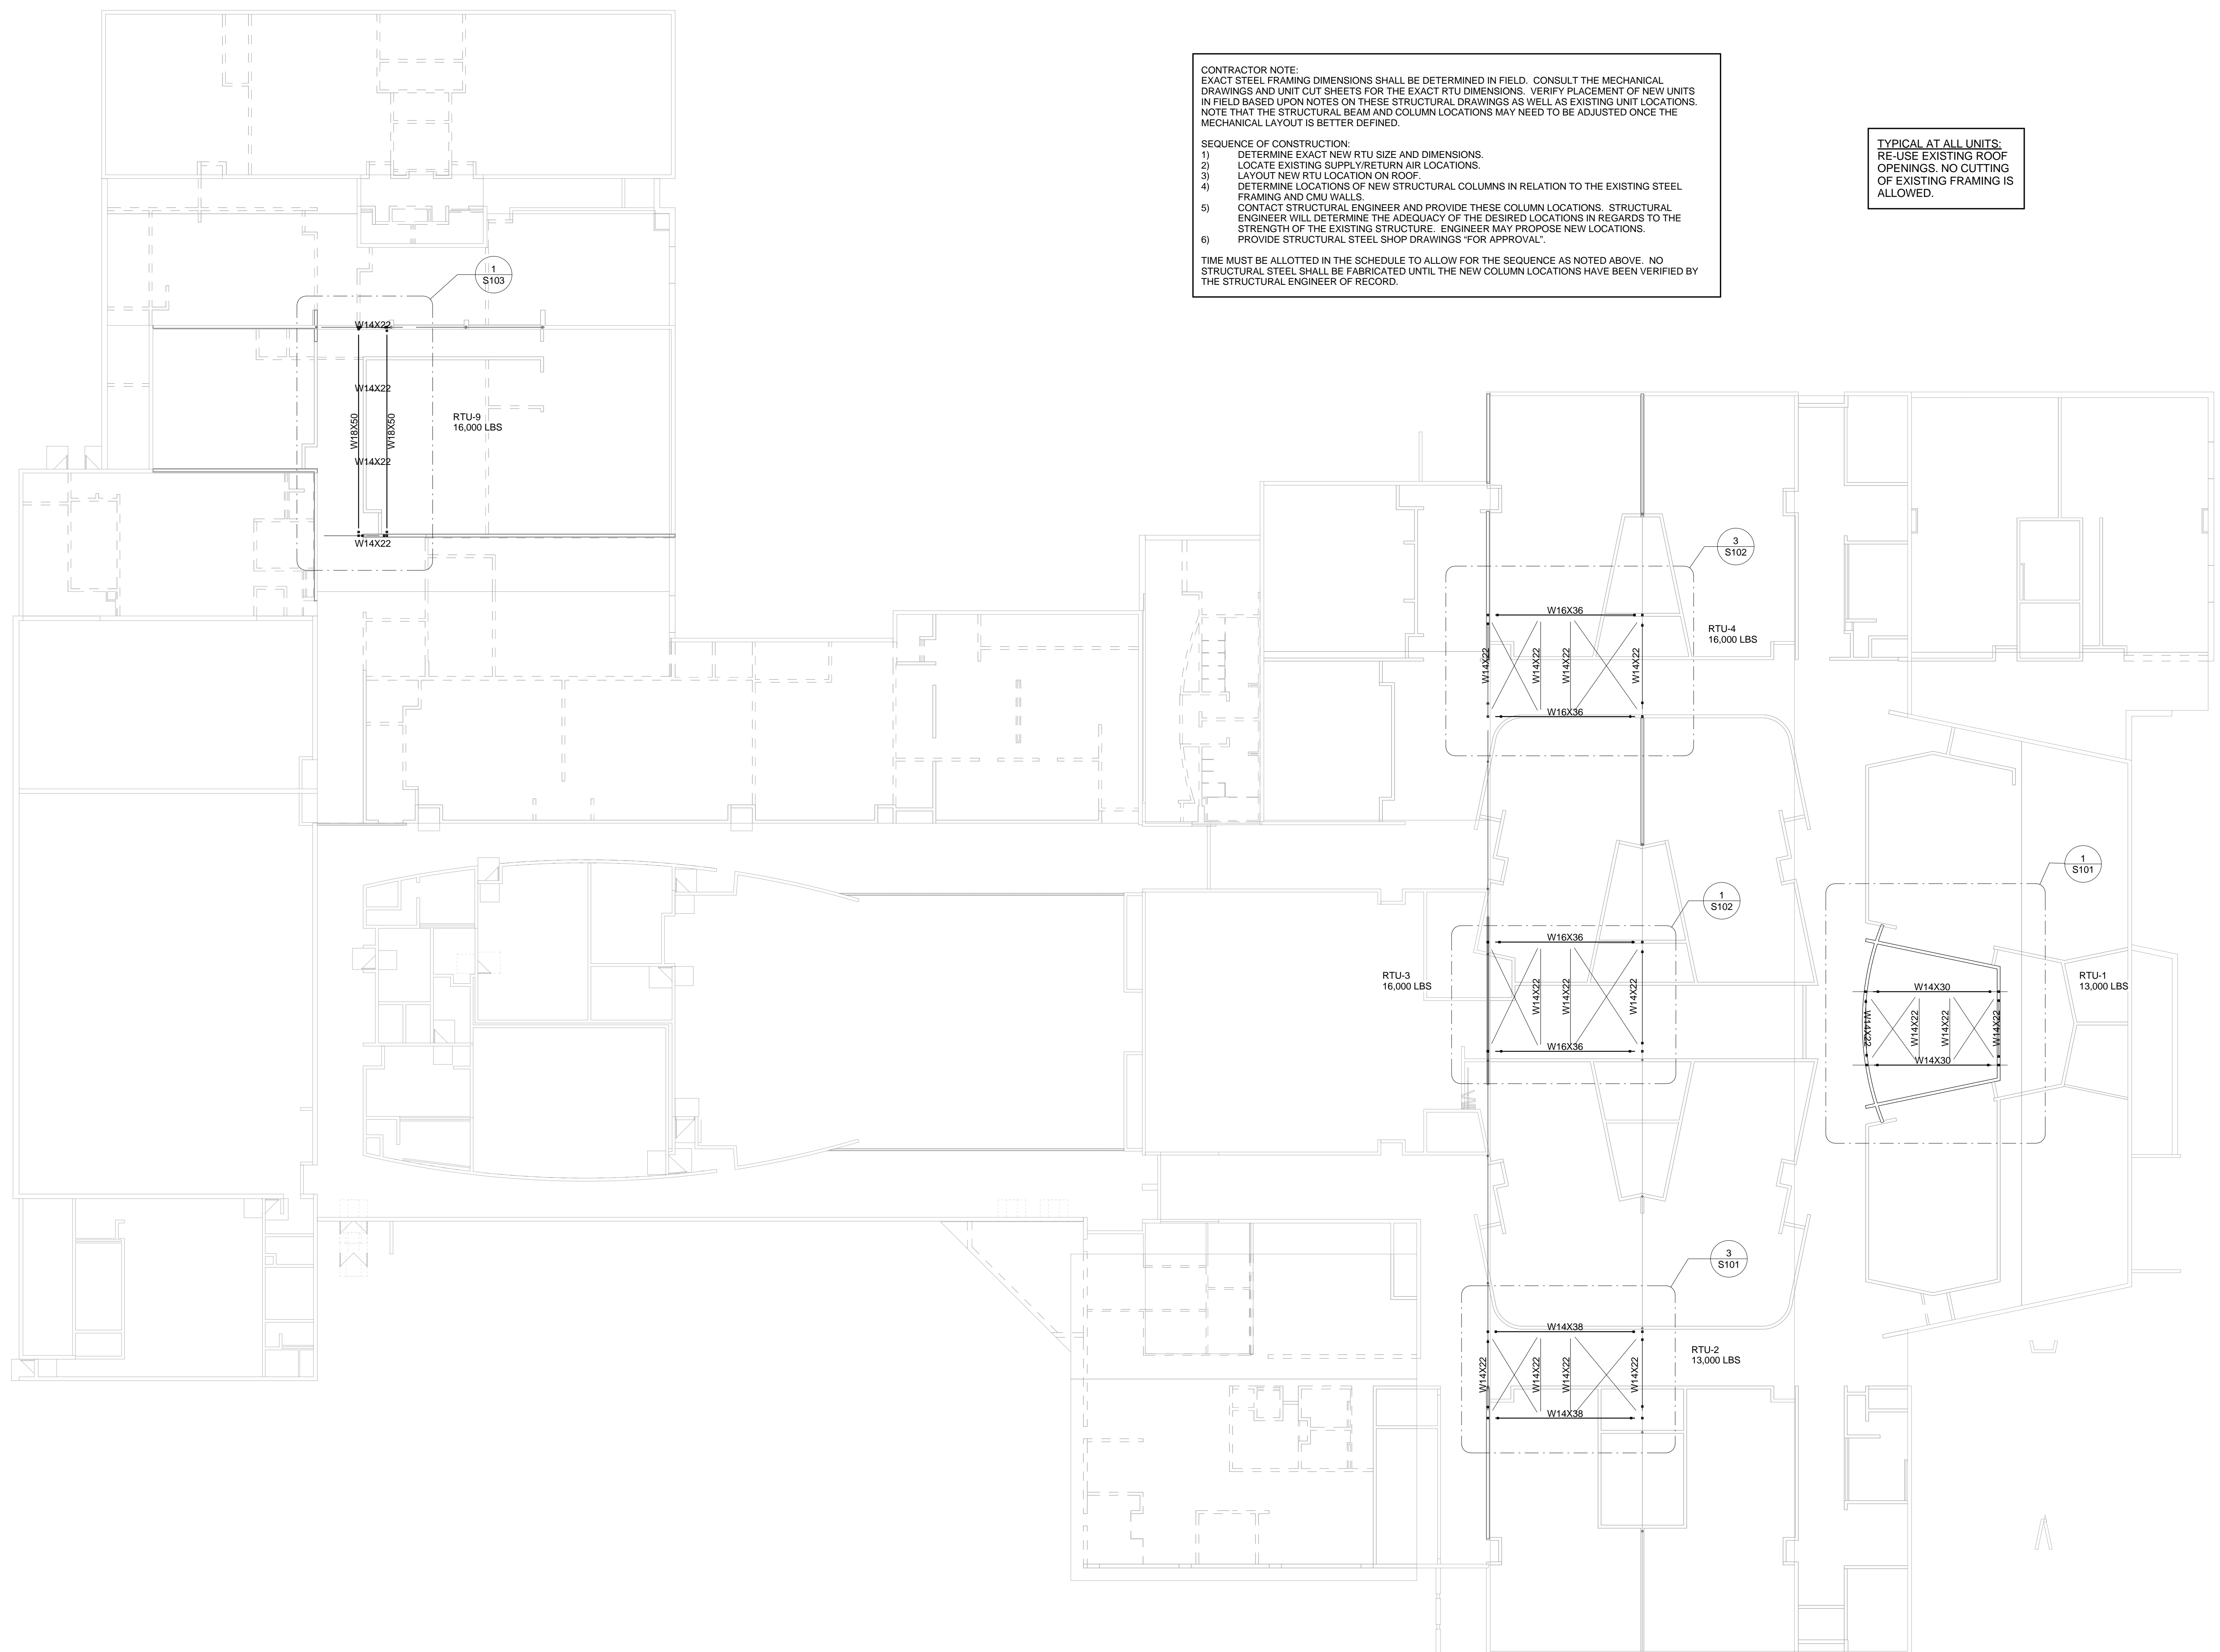 CONTRACTOR NOTE:
EXACT STEEL FRAMING DIMENSIONS SHALL BE DETERMINED IN FIELD. CONSULT THE MECHANICAL
DRAWINGS AND UNIT CUT SHEETS FOR THE EXACT RTU DIMENSIONS. VERIFY PLACEMENT OF NEW UNITS
IN FIELD BASED UPON NOTES ON THESE STRUCTURAL DRAWINGS AS WELL AS EXISTING UNIT LOCATIONS.
NOTE THAT THE STRUCTURAL BEAM AND COLUMN LOCATIONS MAY NEED TO BE ADJUSTED ONCE THE
MECHANICAL LAYOUT IS BETTER DEFINED.
SEQUENCE OF CONSTRUCTION:
1) DETERMINE EXACT NEW RTU SIZE AND DIMENSIONS.
2) LOCATE EXISTING SUPPLY/RETURN AIR LOCATIONS.
3) LAYOUT NEW RTU LOCATION ON ROOF.
4) DETERMINE LOCATIONS OF NEW STRUCTURAL COLUMNS IN RELATION TO THE EXISTING STEEL
FRAMING AND CMU WALLS.
5) CONTACT STRUCTURAL ENGINEER AND PROVIDE THESE COLUMN LOCATIONS. STRUCTURAL
ENGINEER WILL DETERMINE THE ADEQUACY OF THE DESIRED LOCATIONS IN REGARDS TO THE
STRENGTH OF THE EXISTING STRUCTURE. ENGINEER MAY PROPOSE NEW LOCATIONS.
6) PROVIDE STRUCTURAL STEEL SHOP DRAWINGS “FOR APPROVAL”.
TIME MUST BE ALLOTTED IN THE SCHEDULE TO ALLOW FOR THE SEQUENCE AS NOTED ABOVE. NO
STRUCTURAL STEEL SHALL BE FABRICATED UNTIL THE NEW COLUMN LOCATIONS HAVE BEEN VERIFIED BY
THE STRUCTURAL ENGINEER OF RECORD.
TYPICAL AT ALL UNITS:
RE-USE EXISTING ROOF
OPENINGS. NO CUTTING
OF EXISTING FRAMING IS
ALLOWED.
1
S103
W14X22
W14X22
W18X50
W18X50
RTU-9
16,000 LBS
W14X22
W14X22
3
S102
W16X36
RTU-4
16,000 LBS
W14X22
W14X22
W14X22
W14X22
W16X36
1
S102
W16X36
RTU-3
16,000 LBS
W14X22
W14X22
W14X22
W16X36
1
S101
RTU-1
13,000 LBS
W14X30
W14X22
W14X22
W14X22
W14X22
W14X30
3
S101
W14X38
RTU-2
13,000 LBS
W14X22
W14X22
W14X22
W14X22
W14X38